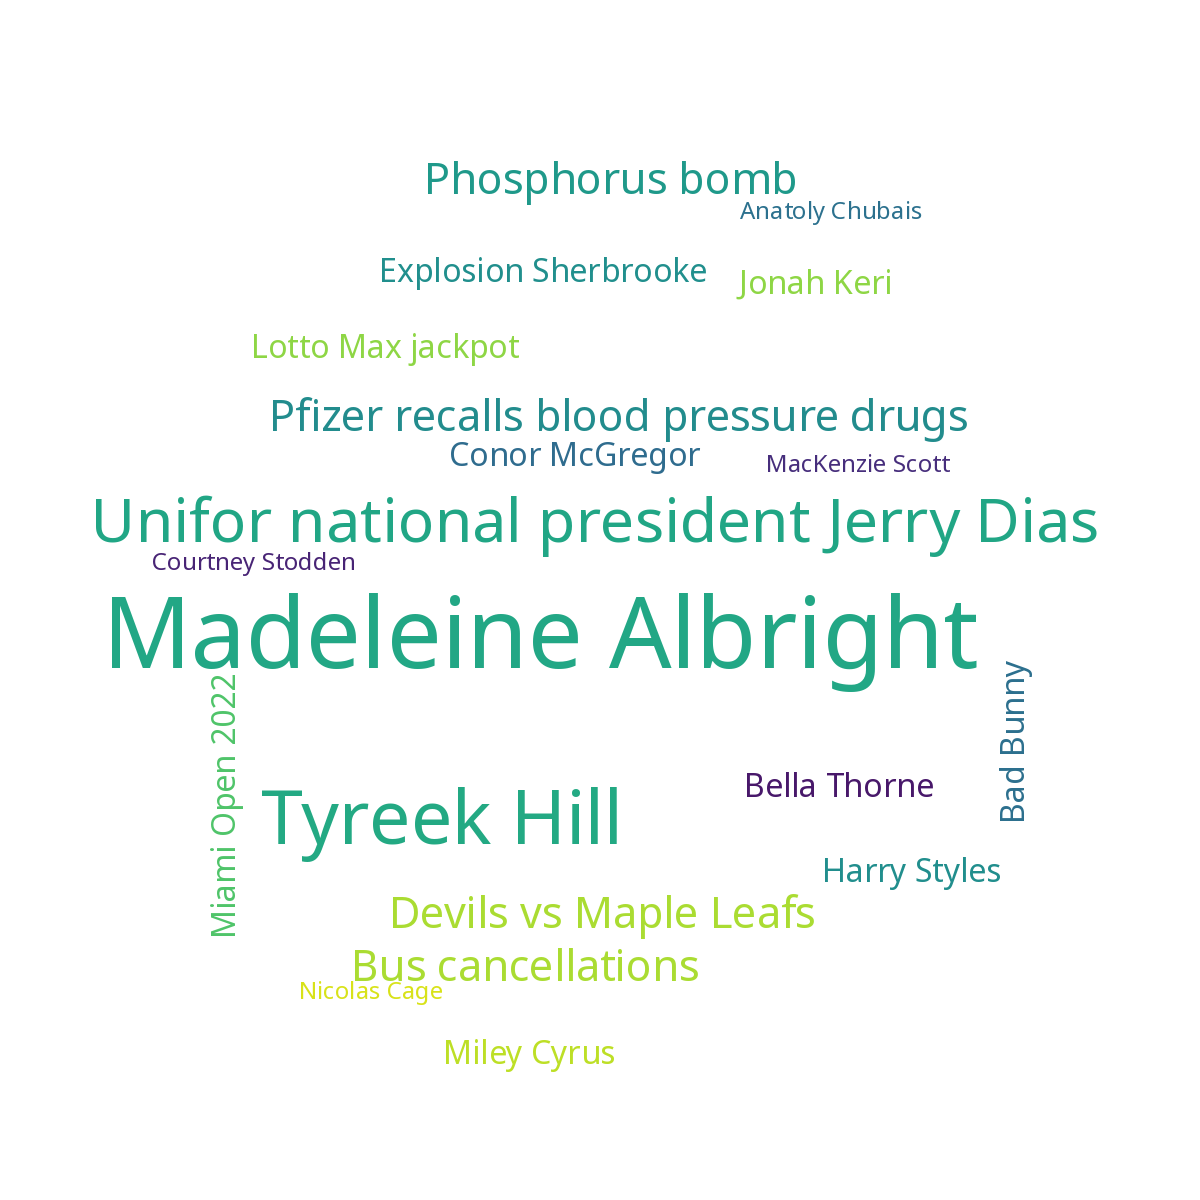 Phosphorus bomb
Anatoly Chubais
Explosion Sherbrooke
Jonah Keri
Lotto Max jackpot
Pfizer recalls blood pressure drugs
Conor McGregor
MacKenzie Scott
Unifor national president Jerry Dias
Courtney Stodden
Madeleine Albright
Miami Open 2022
Bad Bunny
Tyreek Hill
Bella Thorne
Harry Styles
Devils vs Maple Leafs
Bus cancellations
Nicolas Cage
Miley Cyrus